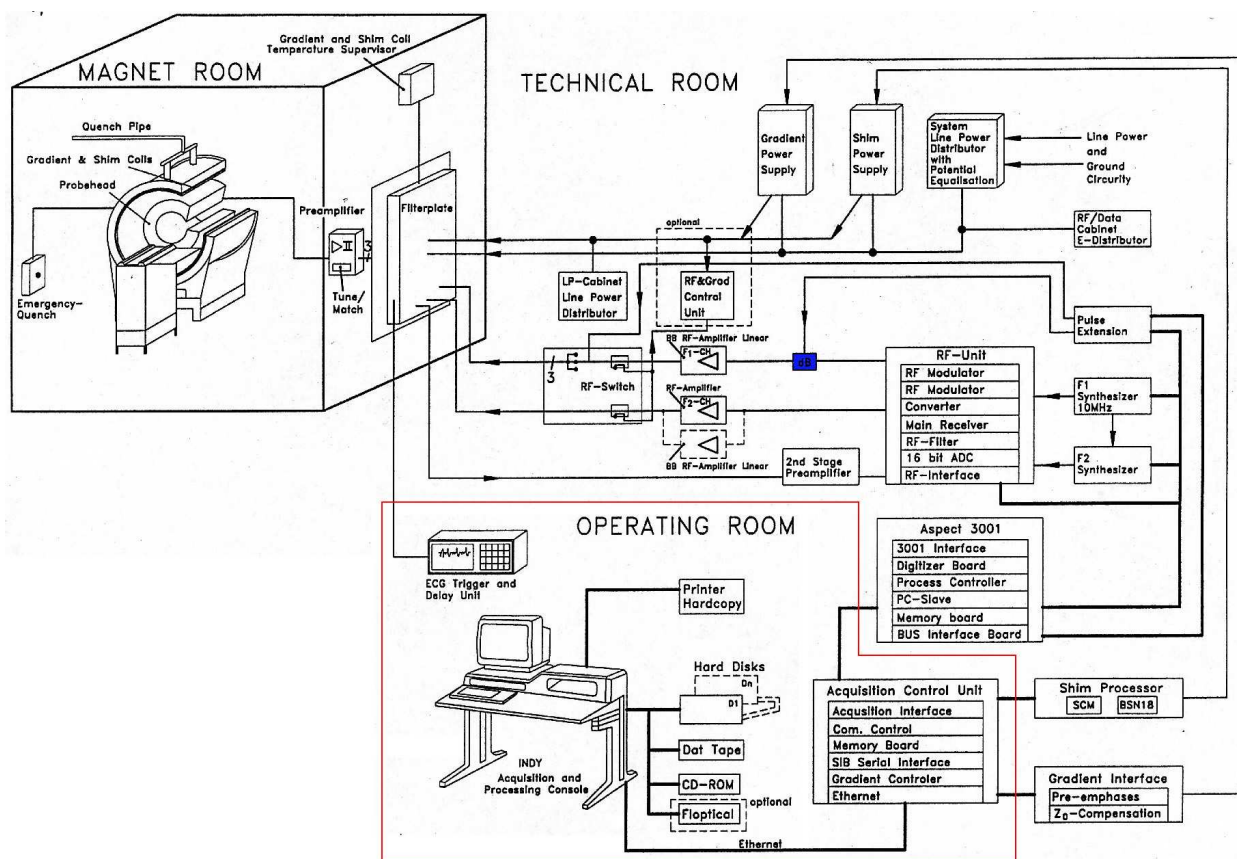 MAGNET ROOM
Quench Pipe
Gradient & Shim Coils
Probehead
Emergency-
Quench
Preamplifier
II
3
Tune/
Match
Filterplate
Gradient and Shim Coil
Temperature Supervisor
TECHNICAL ROOM
Gradient
Power
Supply
Shim
Power
Supply
System
Line Power
Distributor
with
Potential
Equalisation
Line Power
and
Ground
Circurity
RF/Data
Cabinet
E-Distributor
optional
LP-Cabinet
Line Power
Distributor
RF&Grad
Control
Unit
Pulse
Extension
BB RF-Amplifier Linear
F1-CH
dB
3
RF-Switch
RF-Amplifier
F2-CH
BB RF-Amplifier Linear
2nd Stage
Preamplifier
RF-Unit
RF Modulator
RF Modulator
Converter
Main Receiver
RF-Filter
16 bit ADC
RF-Interface
F1
Synthesizer
10MHz
F2
Synthesizer
OPERATING ROOM
ECG Trigger and
Delay Unit
Printer
Hardcopy
Aspect 3001
3001 Interface
Digitizer Board
Process Controller
PC-Slave
Memory board
BUS Interface Board
Hard Disks
Dn
D1
Dat Tape
CD-ROM
optional
Floptical
INDY
Acquisition and
Processing Console
Ethernet
Acquisition Control Unit
Acqusition Interface
Com. Control
Memory Board
SIB Serial Interface
Gradient Controler
Ethernet
Shim Processor
SCM
BSN18
Gradient Interface
Pre-emphases
Z0-Compensation